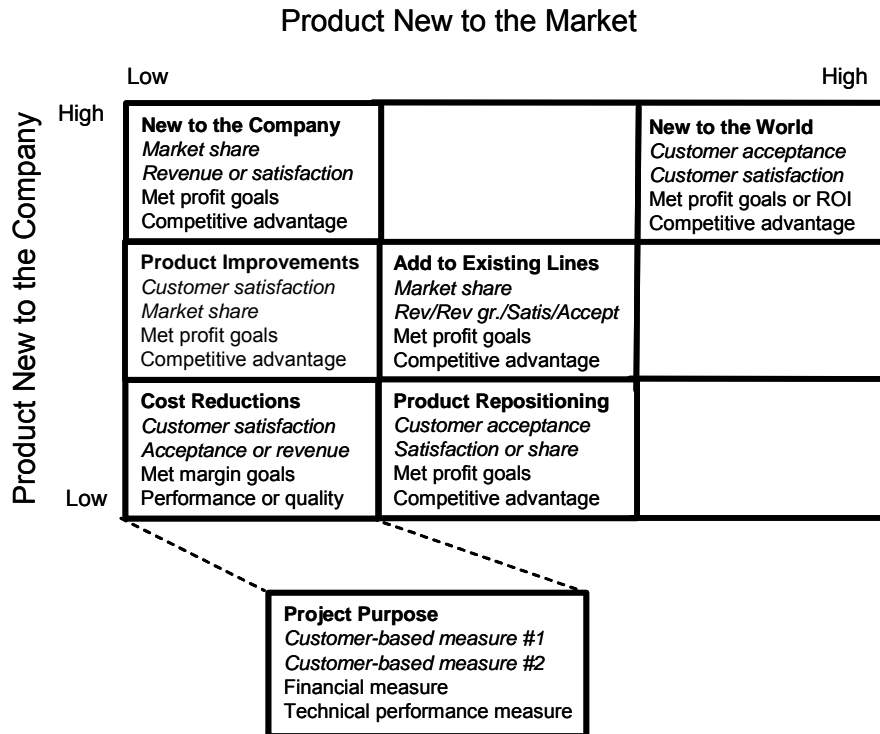 Product New to the Market
Low
High
Product New to the Company
High
New to the Company
Market share
Revenue or satisfaction
Met profit goals
Competitive advantage
New to the World
Customer acceptance
Customer satisfaction
Met profit goals or ROI
Competitive advantage
Product Improvements
Customer satisfaction
Market share
Met profit goals
Competitive advantage
Add to Existing Lines
Market share
Rev/Rev gr./Satis/Accept
Met profit goals
Competitive advantage
Low
Cost Reductions
Customer satisfaction
Acceptance or revenue
Met margin goals
Performance or quality
Product Repositioning
Customer acceptance
Satisfaction or share
Met profit goals
Competitive advantage
Project Purpose
Customer-based measure #1
Customer-based measure #2
Financial measure
Technical performance measure